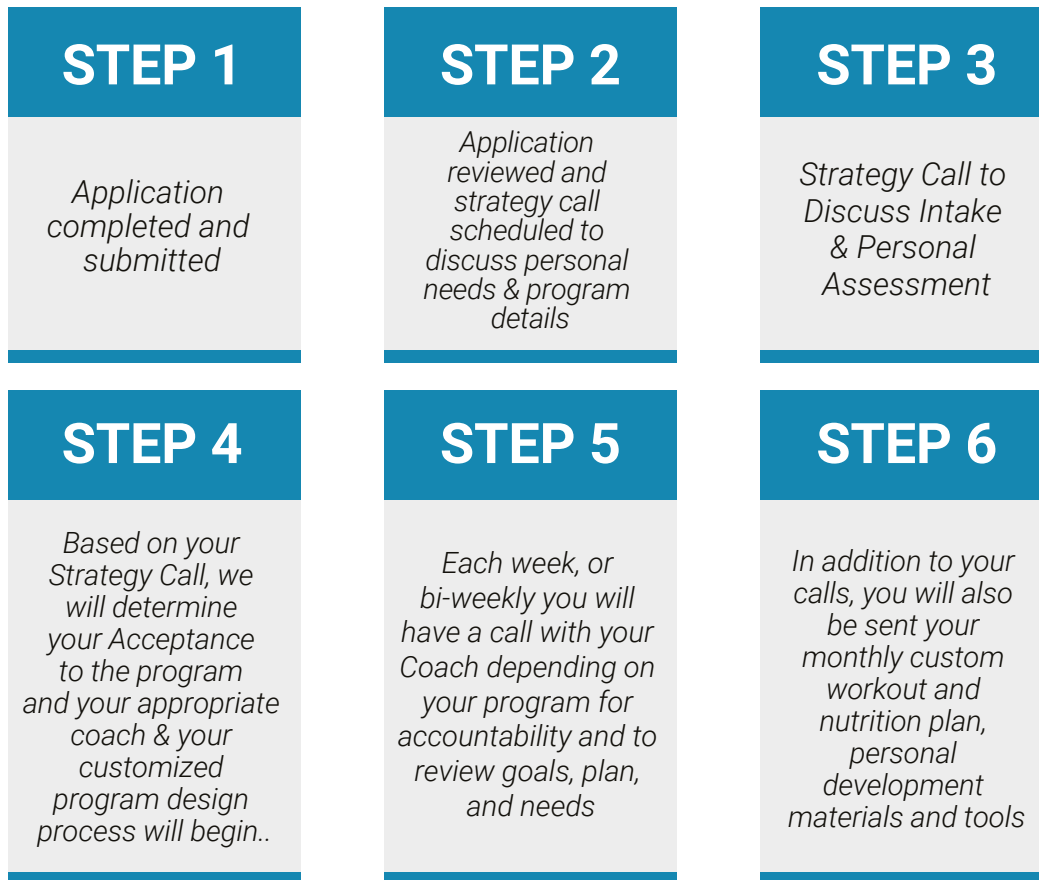 STEP 1
Application
completed and
submitted
STEP 2
Application
reviewed and
strategy call
scheduled to
discuss personal
needs & program
details
STEP 3
Strategy Call to
Discuss Intake
& Personal
Assessment
STEP 4
Based on your
Strategy Call, we
will determine
your Acceptance
to the program
and your appropriate
coach & your
customized
program design
process will begin..
STEP 5
Each week, or
bi-weekly you will
have a call with your
Coach depending on
your program for
accountability and to
review goals, plan,
and needs
STEP 6
In addition to your
calls, you will also
be sent your
monthly custom
workout and
nutrition plan,
personal
development
materials and tools